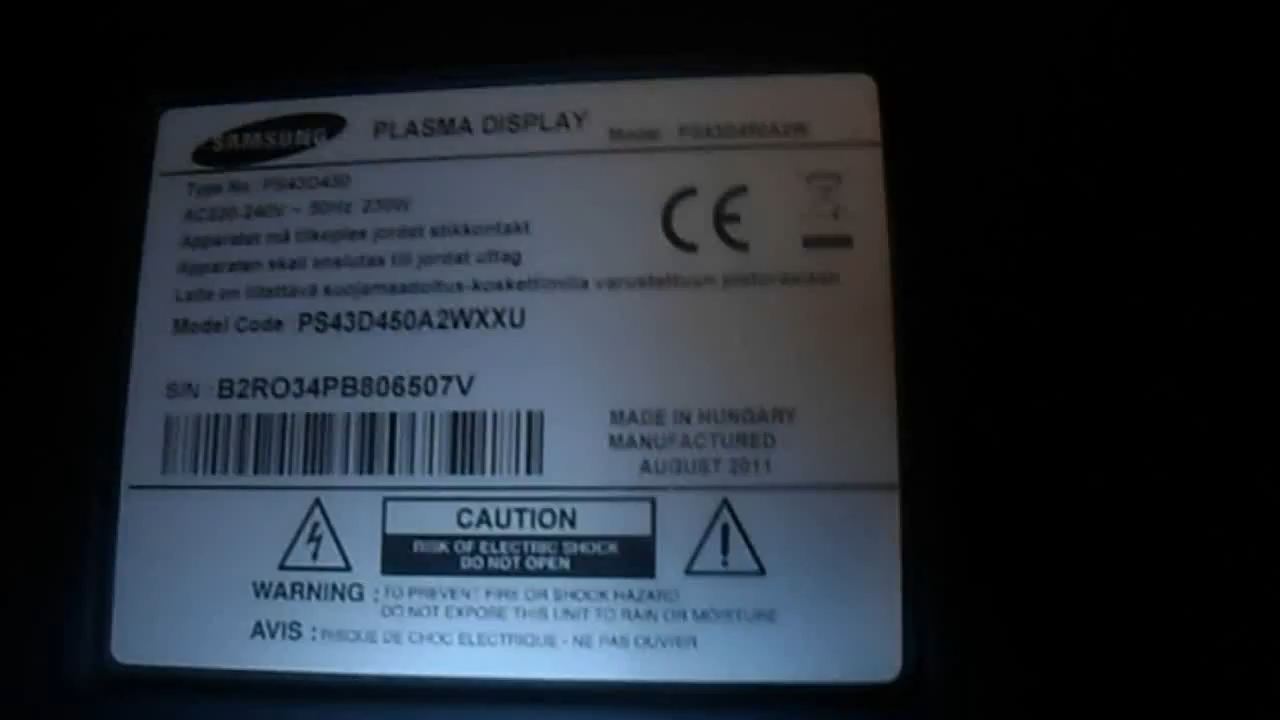 SAMSUNG PLASMA DISPLAY Model: PS43D450A2W
Type No.: PS43D450
AC220-240V ~ 50Hz 230W
Apparatet må tilkoples jordet stikkontakt
Apparaten skall anslutas till jordat uttag
Laite on liitettävä suojamaadoitus-koskettimilla varustettuun pistorasiaan
Model Code PS43D450A2WXXU
S/N : B2RO34PB806507V
MADE IN HUNGARY
MANUFACTURED
AUGUST 2011
CE
CAUTION
RISK OF ELECTRIC SHOCK
DO NOT OPEN
WARNING : TO PREVENT FIRE OR SHOCK HAZARD
DO NOT EXPOSE THIS UNIT TO RAIN OR MOISTURE
AVIS : RISQUE DE CHOC ELECTRIQUE - NE PAS OUVRIR